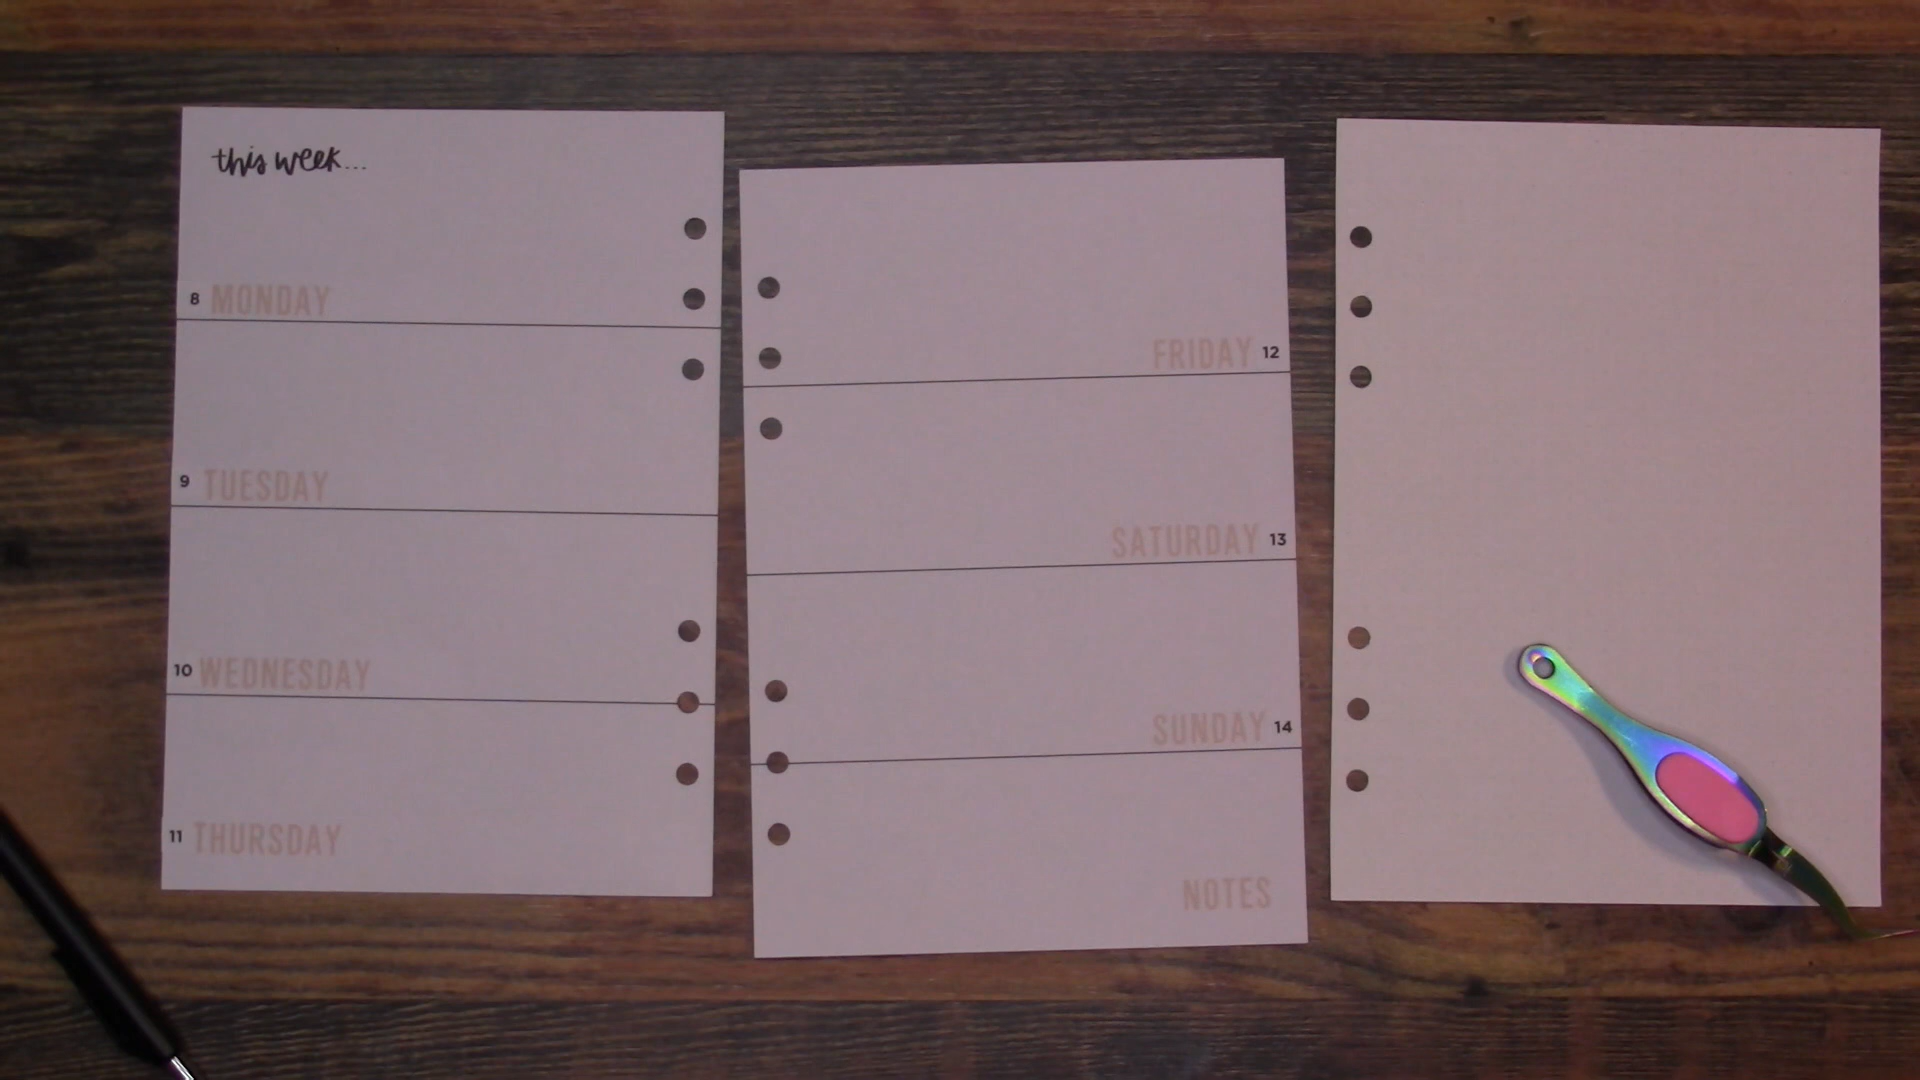 this week...
8 MONDAY
9 TUESDAY
10 WEDNESDAY
11 THURSDAY
FRIDAY 12
SATURDAY 13
SUNDAY 14
NOTES